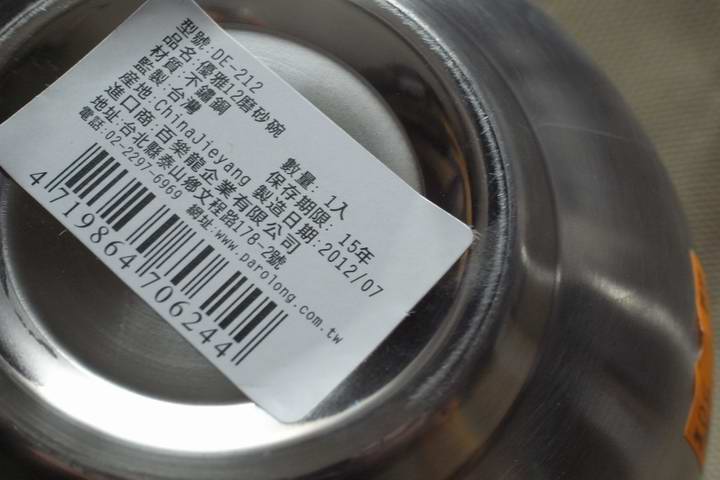 型號:DE-212
品名:優雅12磨砂碗
材質:不鏽鋼 數量: 1入
監製:台灣 保存期限: 15年
產地:ChinaJieyang 製造日期:2012/07
進口商:百樂龍企業有限公司
地址:台北縣泰山鄉文程路178-2號
電話:02-2297-6969 網址:www.parolong.com.tw
4 719864 706244